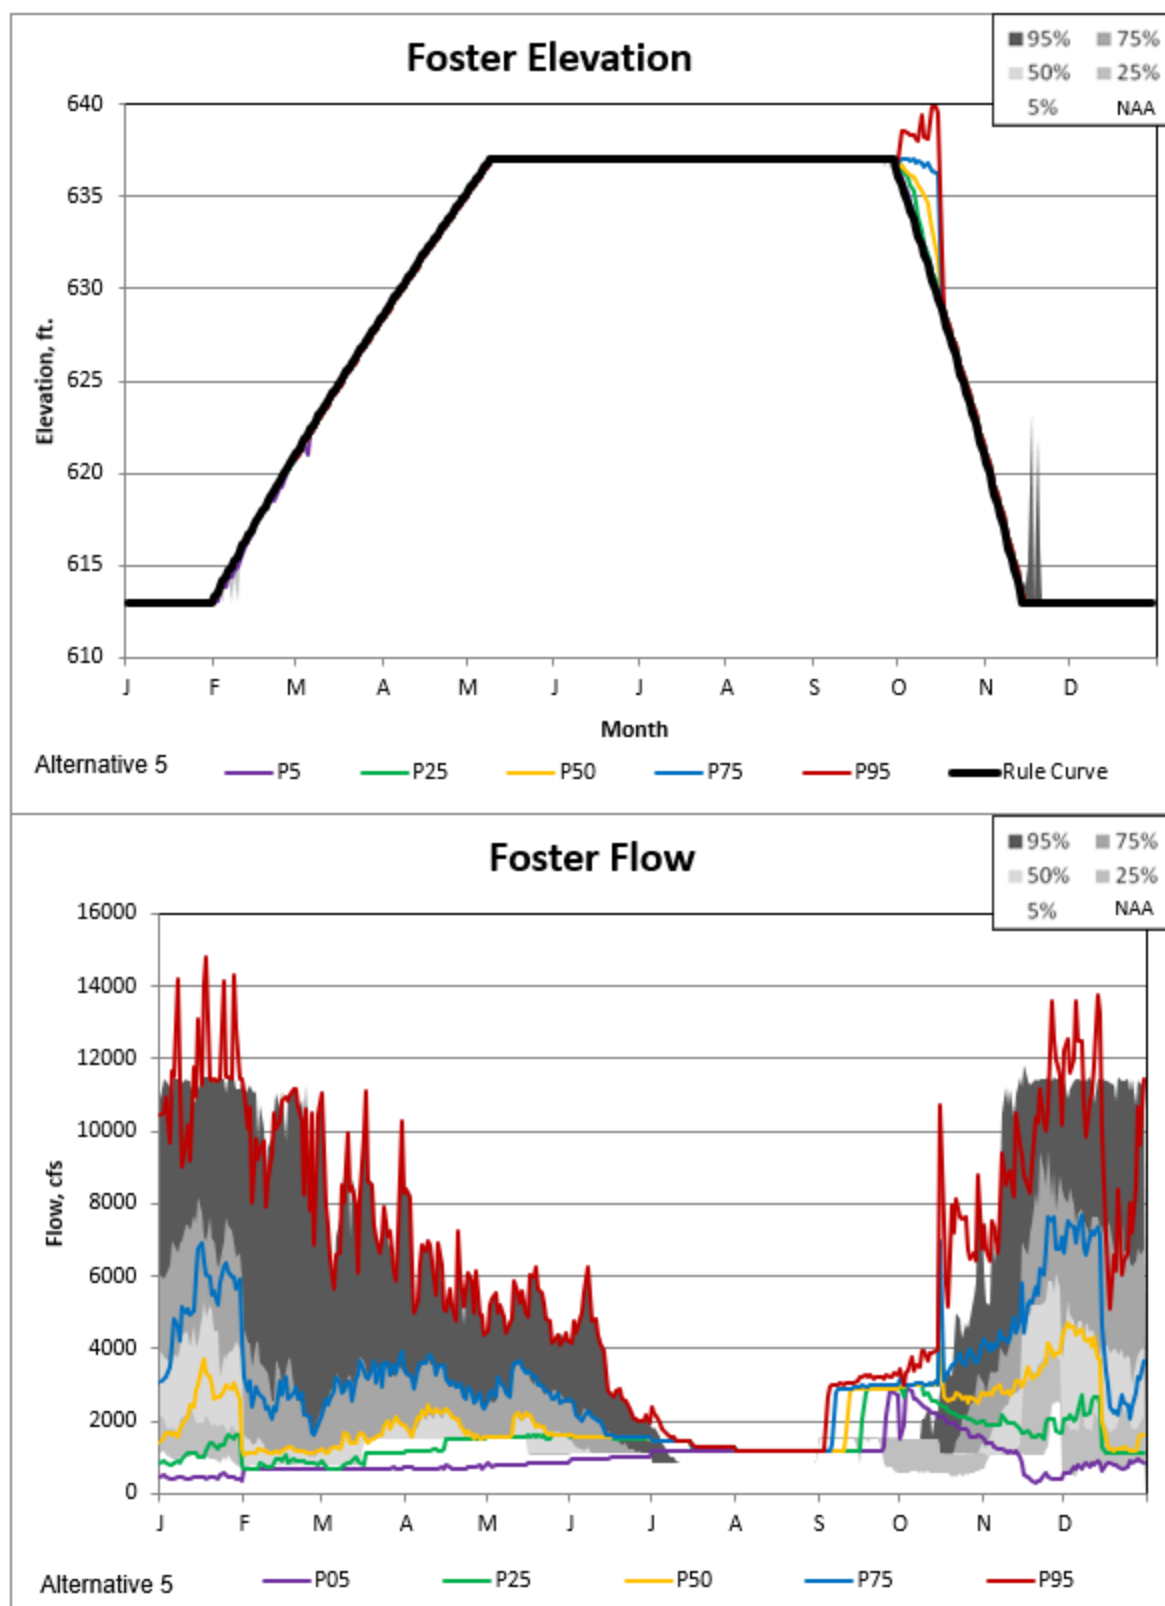 Foster Elevation
95% 75%
50% 25%
5% NAA
640
635
630
625
620
615
610
Elevation, ft.
J F M A M J J A S O N D
Month
Alternative 5 P5 P25 P50 P75 P95 Rule Curve
Foster Flow
95% 75%
50% 25%
5% NAA
16000
14000
12000
10000
8000
6000
4000
2000
0
Flow, cfs
J F M A M J J A S O N D
Alternative 5 P05 P25 P50 P75 P95